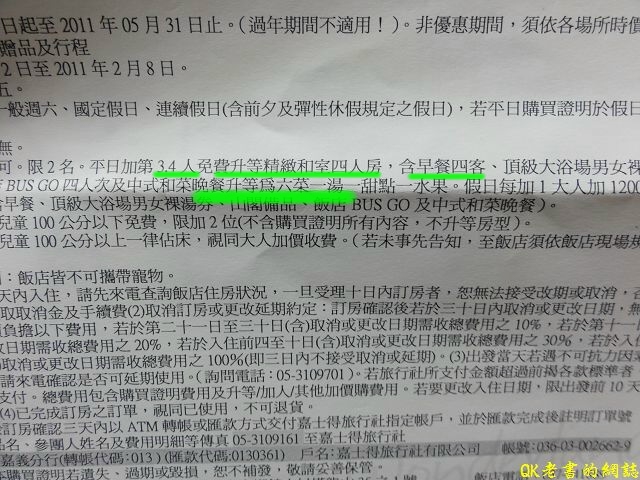 日起至 2011 年 05 月 31 日止。(過年期間不適用！)。非優惠期間，須依各場所時價
贈品及行程
2 日至 2011 年 2 月 8 日。
五。
一般週六、國定假日、連續假日(含前夕及彈性休假規定之假日)，若平日購買證明於假日
無。
可。限 2 名。平日加第 3.4 人免費升等精緻和室四人房，含早餐四客、頂級大浴場男女裸
BUS GO 四人次及中式和菜晚餐升等為六菜一湯一甜點一水果。假日每加 1 大人加 1200
含早餐、頂級大浴場男女裸湯券、飯店 BUS GO 及中式和菜晚餐)。
兒童 100 公分以下免費，限加 2 位(不含購買證明所有內容，不升等房型)。
兒童 100 公分以上一律佔床，視同大人加價收費。(若未事先告知，至飯店須依飯店現場
：飯店皆不可攜帶寵物。
天內入住，請先來電查詢飯店住房狀況，一旦受理十日內訂房者，恕無法接受改期或取消，
取取消金及手續費(2)取消訂房或更改延期約定：訂房確認後若於三十日內取消或更改日
負擔以下費用，若於第二十一日至三十日(含)取消或更改日期需收總費用之 10%，若於第十一
改日期需收總費用之 20%，若於入住前四至十日(含)取消或更改日期需收總費用之 30%，若於入
更改日期需收總費用之 100%(即三日內不接受取消或延期)。(3)出發當天若遇不可抗力因
請來電確認是否可延期使用。(詢問電話：05-3109701)。若旅行社所支付金額超過前揭各款標準者
支付。總費用包含購買證明費用及升等/加人/其他加價購費用。若要更改入住日期，限出發前 10 天
(4)已完成訂房之訂單，視同已使用，不可退貨。
訂房確認三天內以 ATM 轉帳或匯款方式交付嘉士得旅行社指定帳戶，並於匯款完成後註明訂單號
品名、參團人姓名及費用明細等傳真 05-3109161 至嘉士得旅行社
嘉義分行(轉帳代碼：013)(匯款代碼:0130361) 戶名:嘉士得旅行社有限公司 帳號:036-03-002662-9
本購買證明若遺失、過期或毀損，恕不補發，敬請妥善保管。
QK老書的網誌